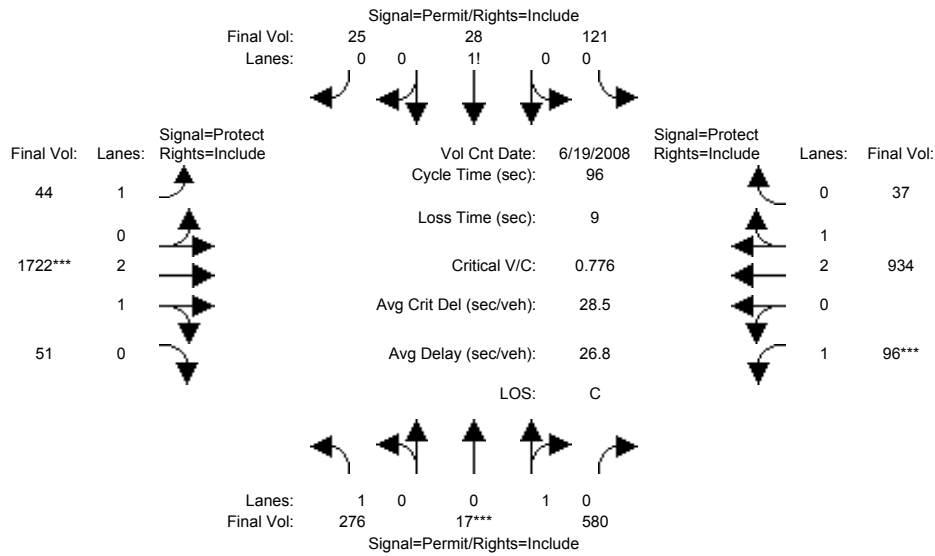 Signal=Permit/Rights=Include
Final Vol: 25 28 121
Lanes: 0 0 1! 0 0
Signal=Protect Signal=Protect
Final Vol: Lanes: Rights=Include Vol Cnt Date: 6/19/2008 Rights=Include Lanes: Final Vol:
Cycle Time (sec): 96
44 1 0 37
Loss Time (sec): 9
0 1
1722*** 2 Critical V/C: 0.776 2 934
1 Avg Crit Del (sec/veh): 28.5 0
51 0 Avg Delay (sec/veh): 26.8 1 96***
LOS: C
Lanes: 1 0 0 1 0
Final Vol: 276 17*** 580
Signal=Permit/Rights=Include